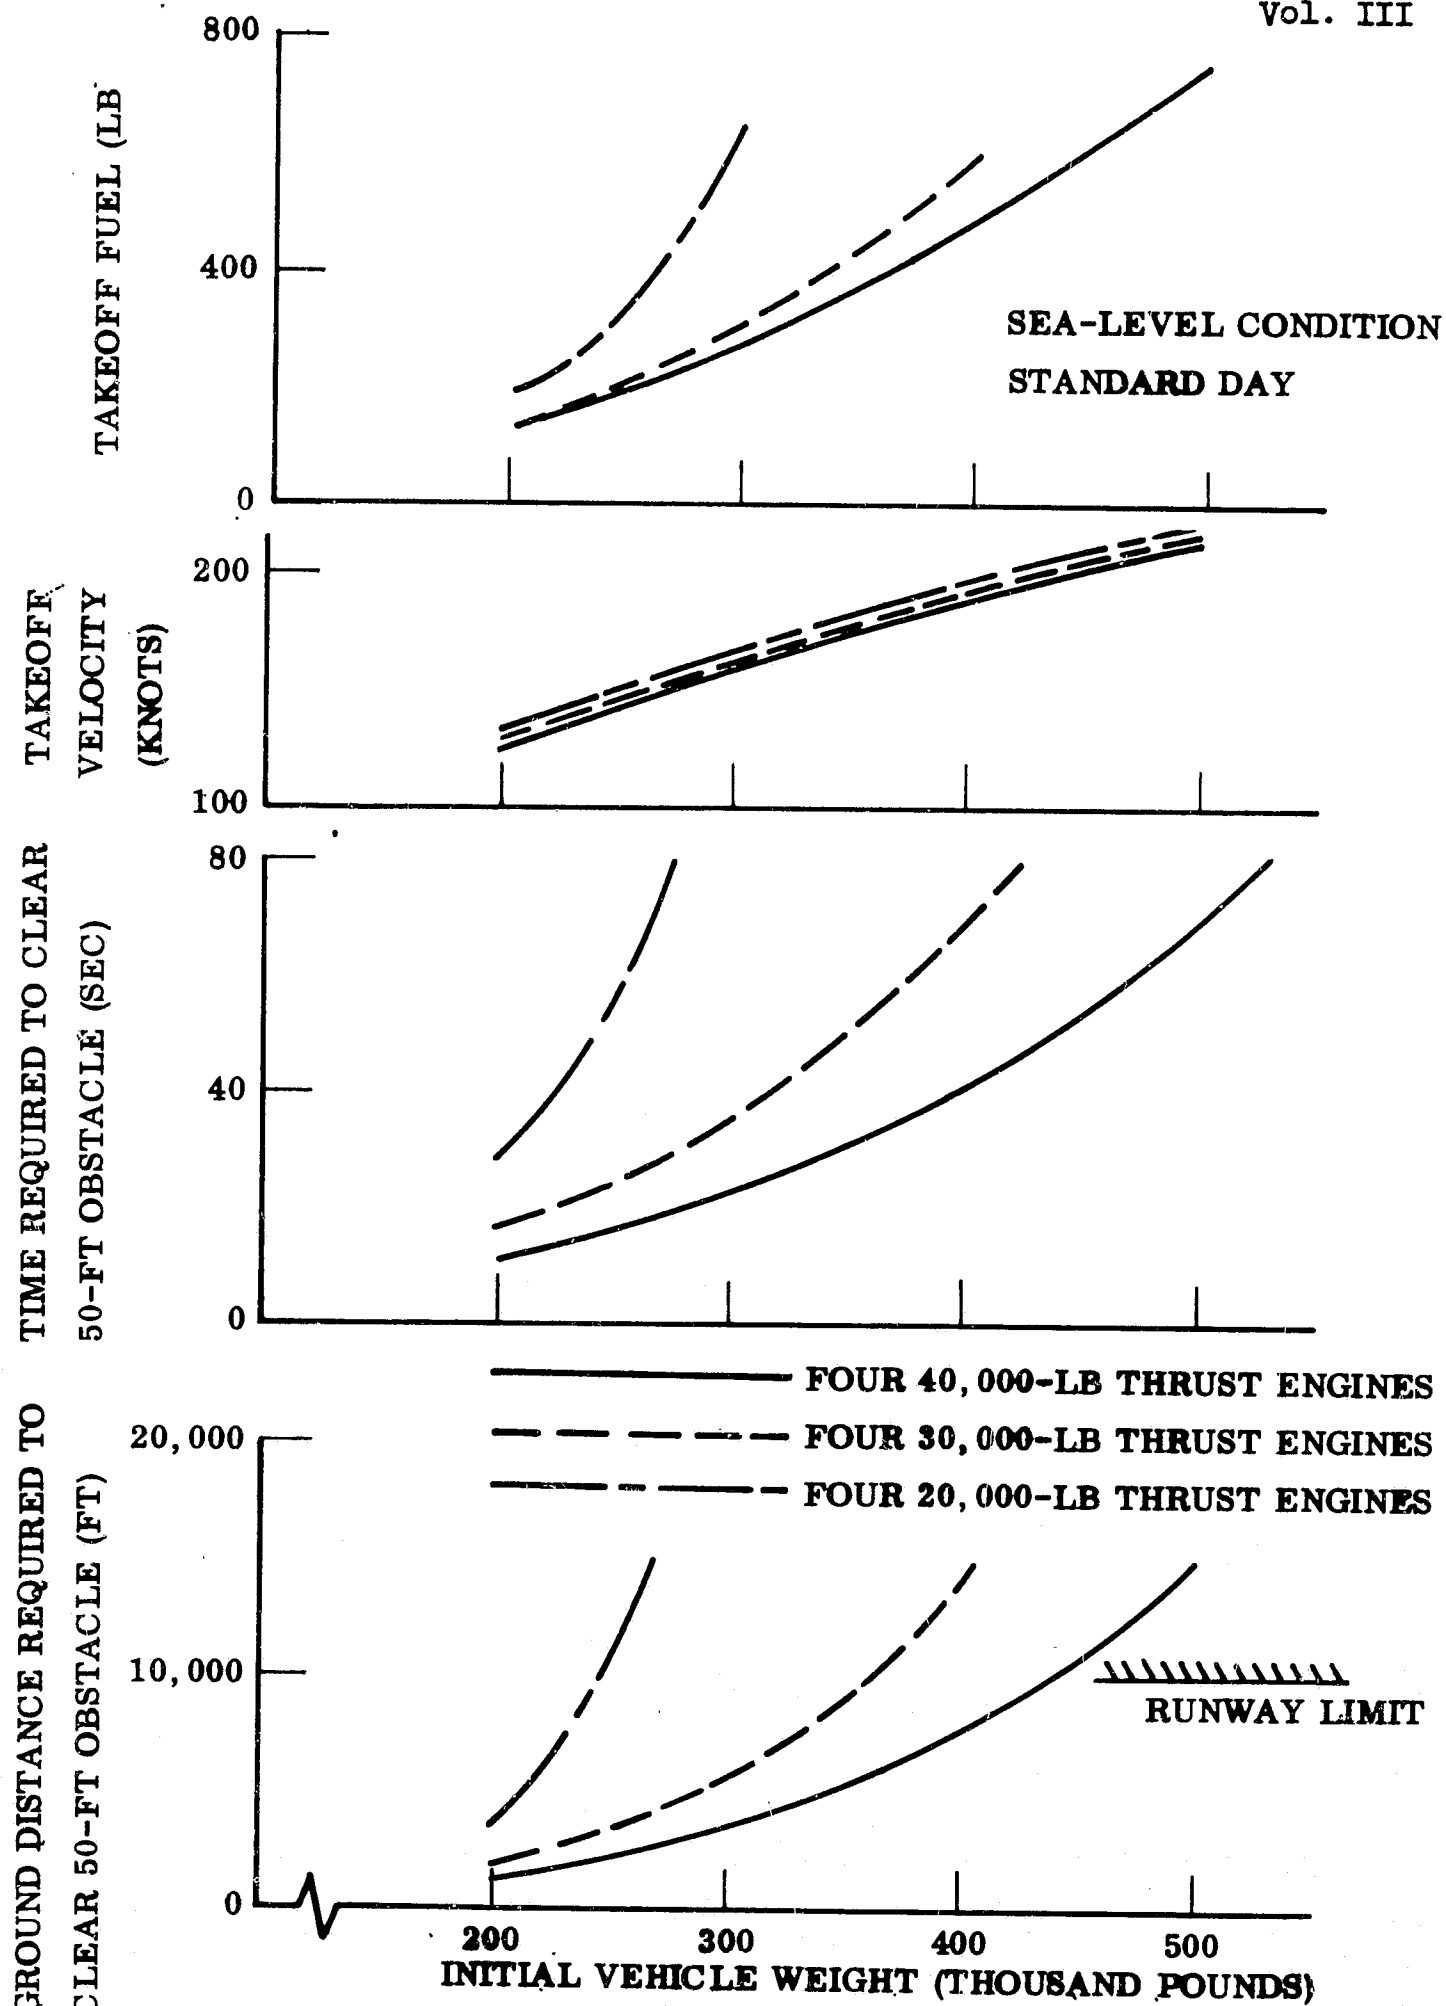 Vol. III
800
400
0
TAKEOFF FUEL (LB
SEA-LEVEL CONDITION
STANDARD DAY
200
100
TAKEOFF
VELOCITY
(KNOTS)
80
40
0
TIME REQUIRED TO CLEAR
50-FT OBSTACLE (SEC)
FOUR 40,000-LB THRUST ENGINES
FOUR 30,000-LB THRUST ENGINES
FOUR 20,000-LB THRUST ENGINES
20,000
10,000
0
GROUND DISTANCE REQUIRED TO
CLEAR 50-FT OBSTACLE (FT)
RUNWAY LIMIT
200 300 400 500
INITIAL VEHICLE WEIGHT (THOUSAND POUNDS)